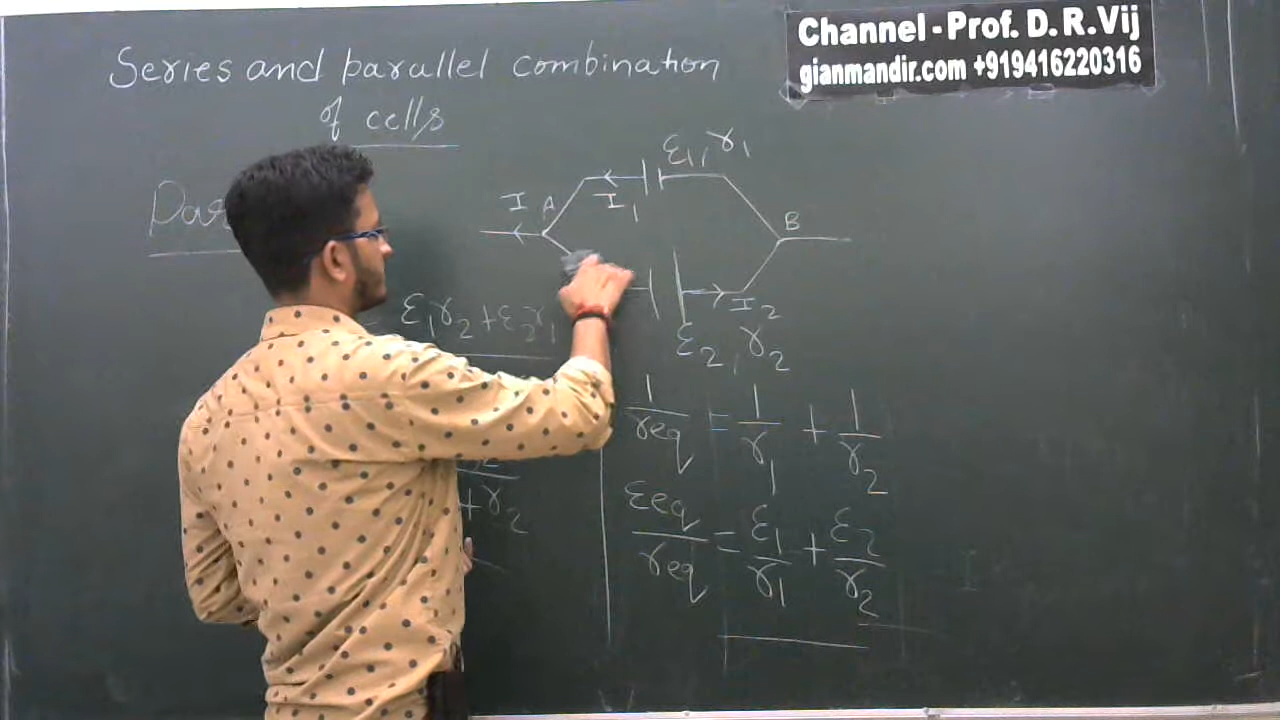 Channel - Prof. D. R. Vij
gianmandir.com +919416220316
Series and parallel combination
of cells
ε1, r1
I A I1 B
I2
ε2, r2
ε1r2 + ε2r1
+ r2
1/req = 1/r1 + 1/r2
εeq/req = ε1/r1 + ε2/r2